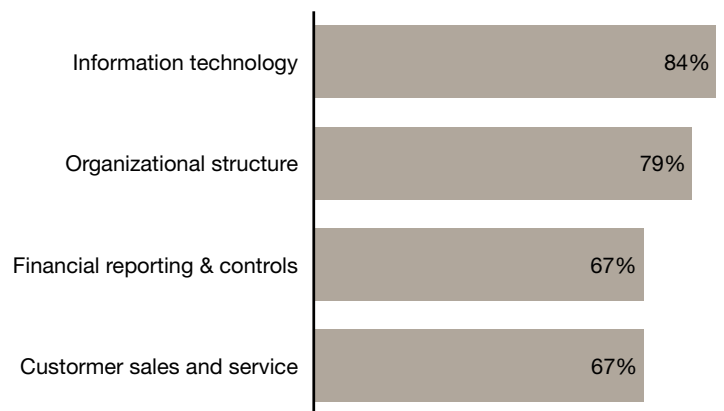 Information technology 84%
Organizational structure 79%
Financial reporting & controls 67%
Custormer sales and service 67%